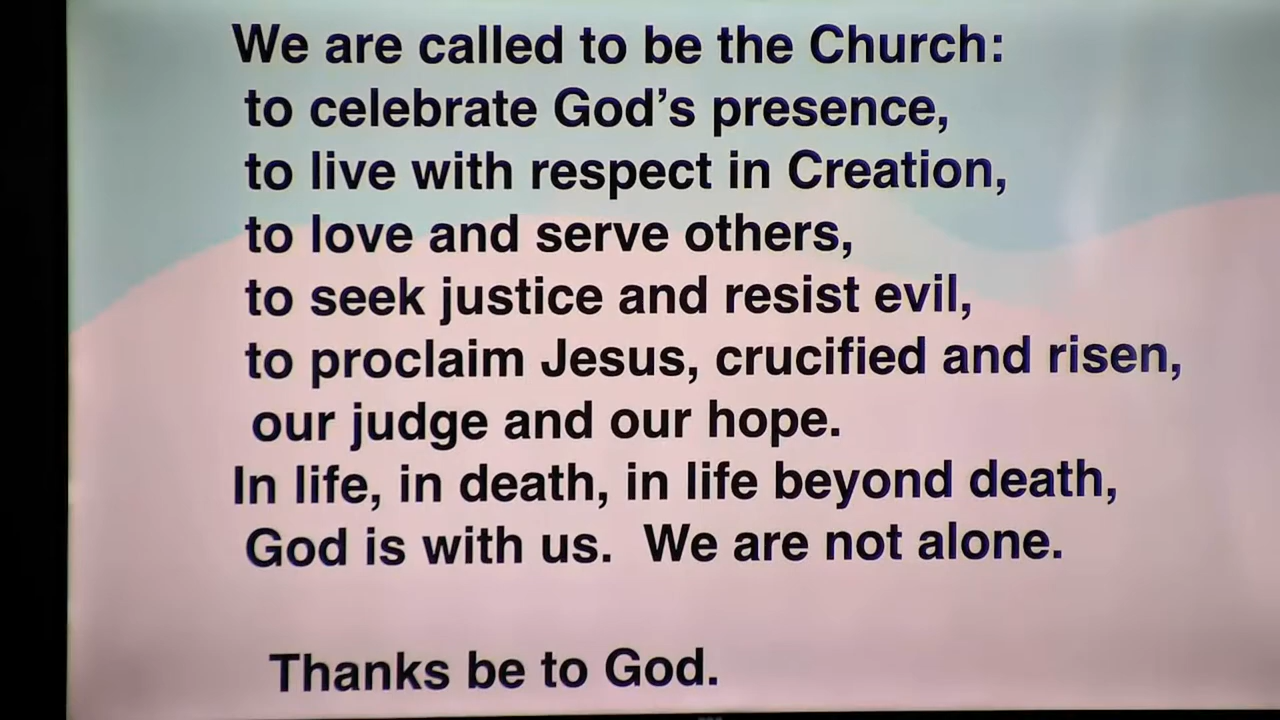 We are called to be the Church:
to celebrate God’s presence,
to live with respect in Creation,
to love and serve others,
to seek justice and resist evil,
to proclaim Jesus, crucified and risen,
our judge and our hope.
In life, in death, in life beyond death,
God is with us.  We are not alone.
Thanks be to God.